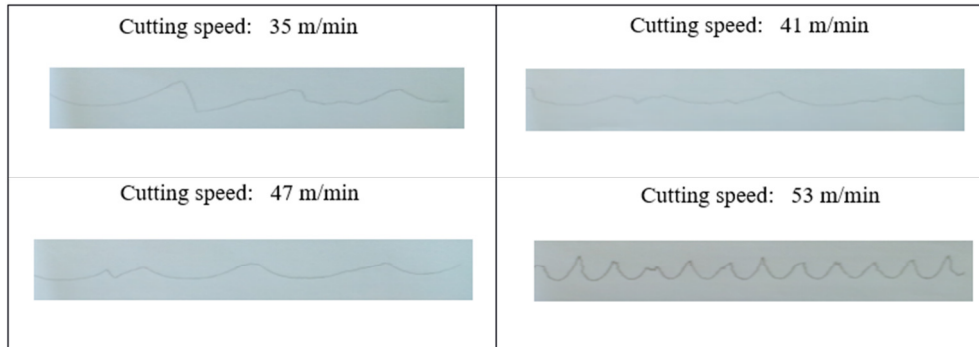 Cutting speed: 35 m/min
Cutting speed: 41 m/min
Cutting speed: 47 m/min
Cutting speed: 53 m/min